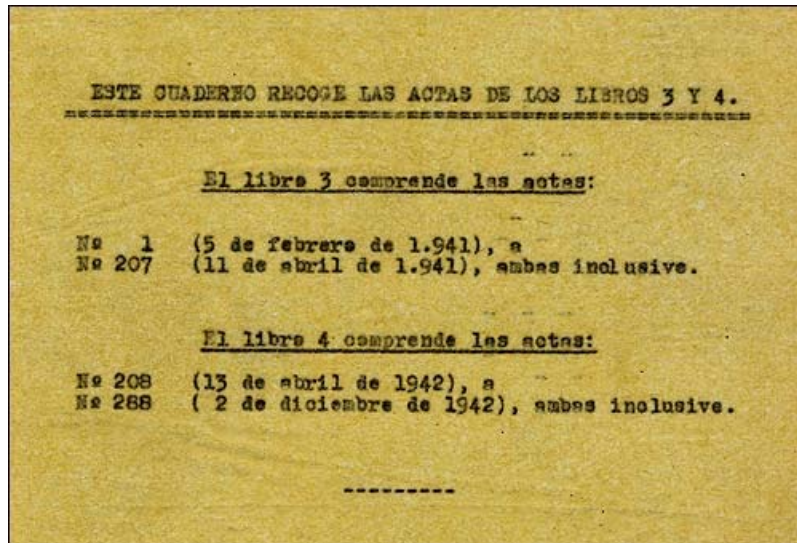 ESTE CUADERNO RECOGE LAS ACTAS DE LOS LIBROS 3 Y 4.
El libro 3 comprende las actas:
Nº 1 (5 de febrero de 1.941), a
Nº 207 (11 de abril de 1.941), ambas inclusive.
El libro 4 comprende las actas:
Nº 208 (13 de abril de 1942), a
Nº 288 ( 2 de diciembre de 1942), ambas inclusive.